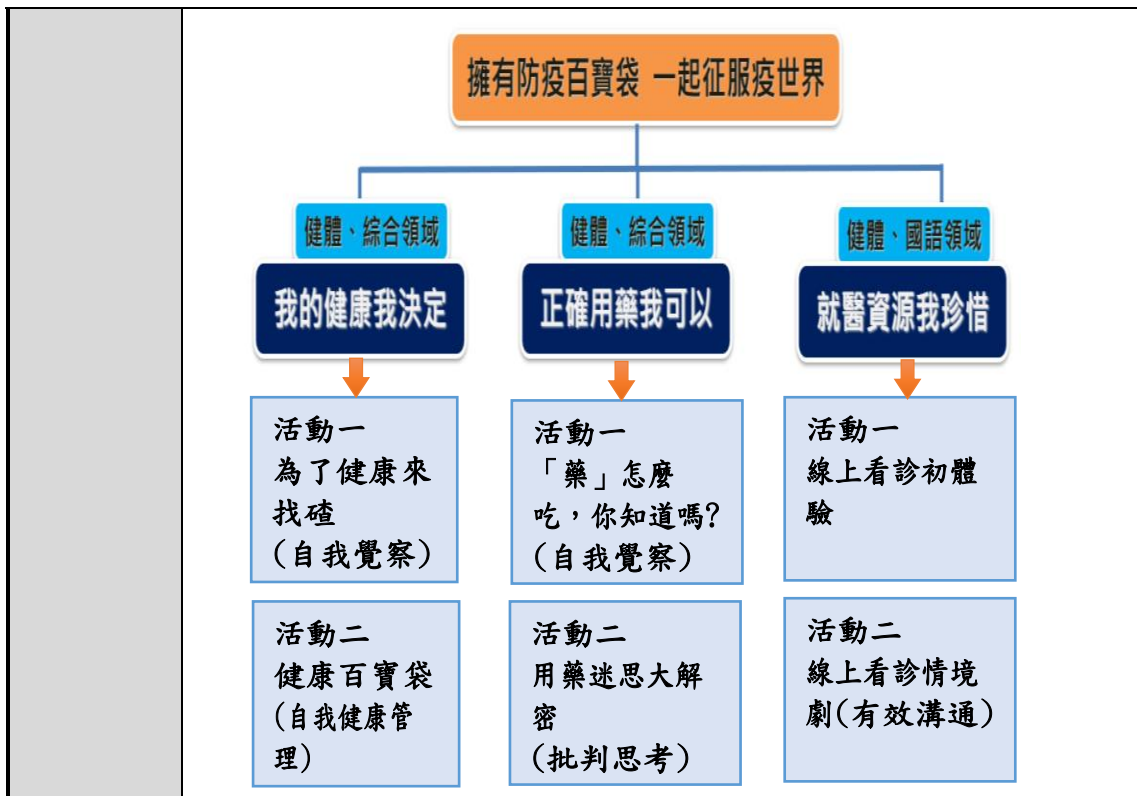 擁有防疫百寶袋 一起征服疫世界
健體、綜合領域
我的健康我決定
活動一
為了健康來
找碴
(自我覺察)
活動二
健康百寶袋
(自我健康管
理)
健體、綜合領域
正確用藥我可以
活動一
「藥」怎麼
吃，你知道嗎?
(自我覺察)
活動二
用藥迷思大解
密
(批判思考)
健體、國語領域
就醫資源我珍惜
活動一
線上看診初體
驗
活動二
線上看診情境
劇(有效溝通)